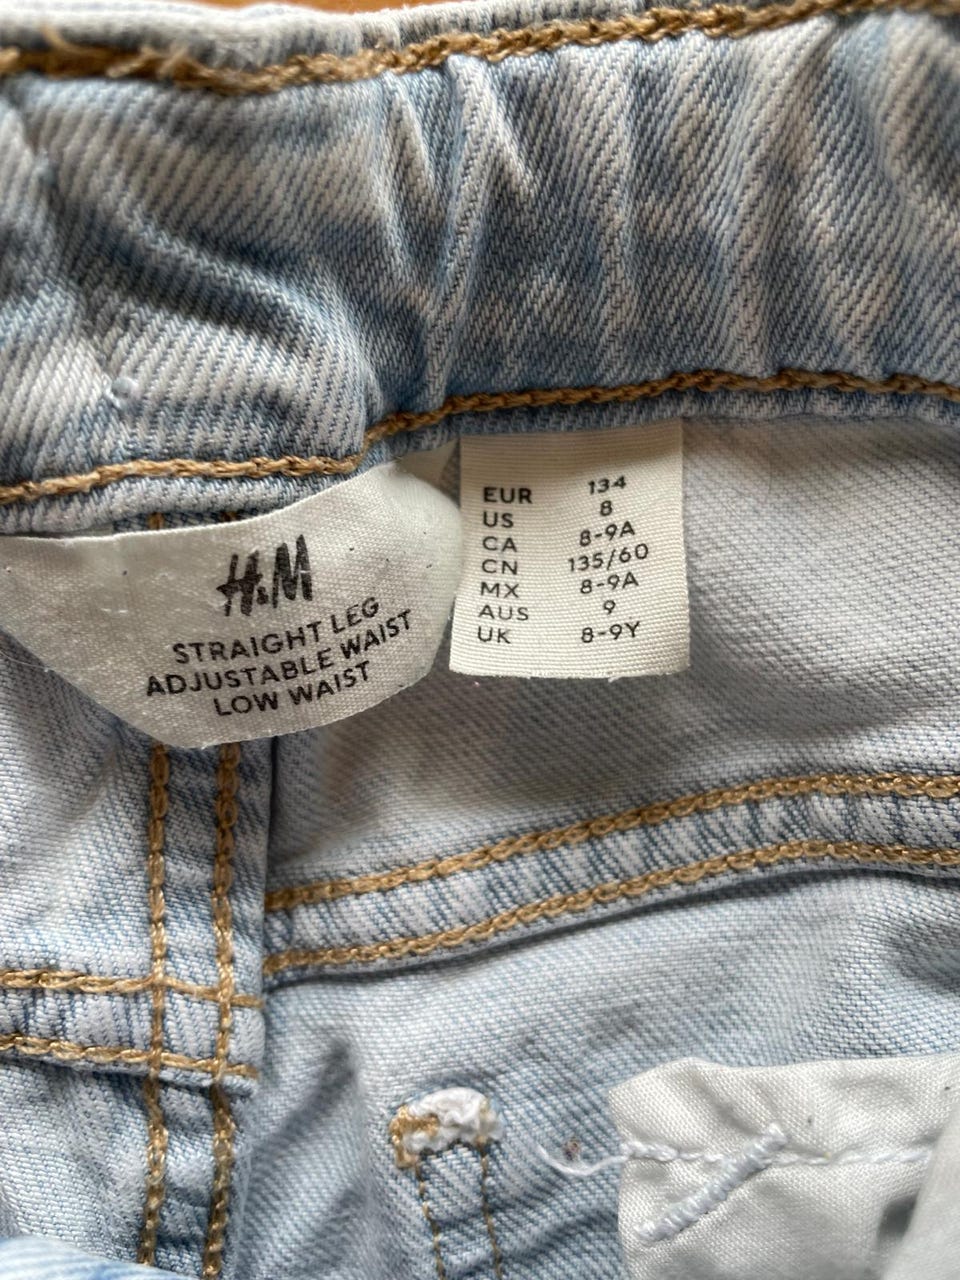 H&M
STRAIGHT LEG
ADJUSTABLE WAIST
LOW WAIST
EUR 134
US 8
CA 8-9A
CN 135/60
MX 8-9A
AUS 9
UK 8-9Y